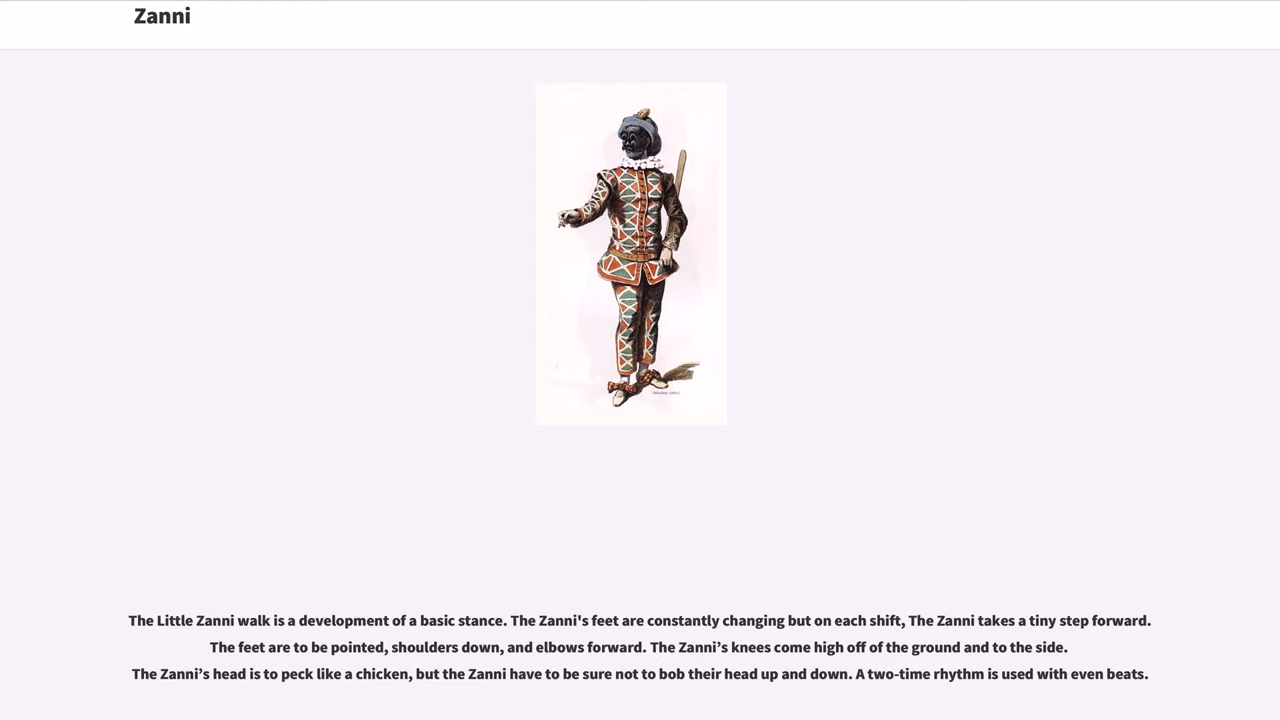 Zanni
Arlechino (1671)
The Little Zanni walk is a development of a basic stance. The Zanni's feet are constantly changing but on each shift, The Zanni takes a tiny step forward.
The feet are to be pointed, shoulders down, and elbows forward. The Zanni’s knees come high off of the ground and to the side.
The Zanni’s head is to peck like a chicken, but the Zanni have to be sure not to bob their head up and down. A two-time rhythm is used with even beats.